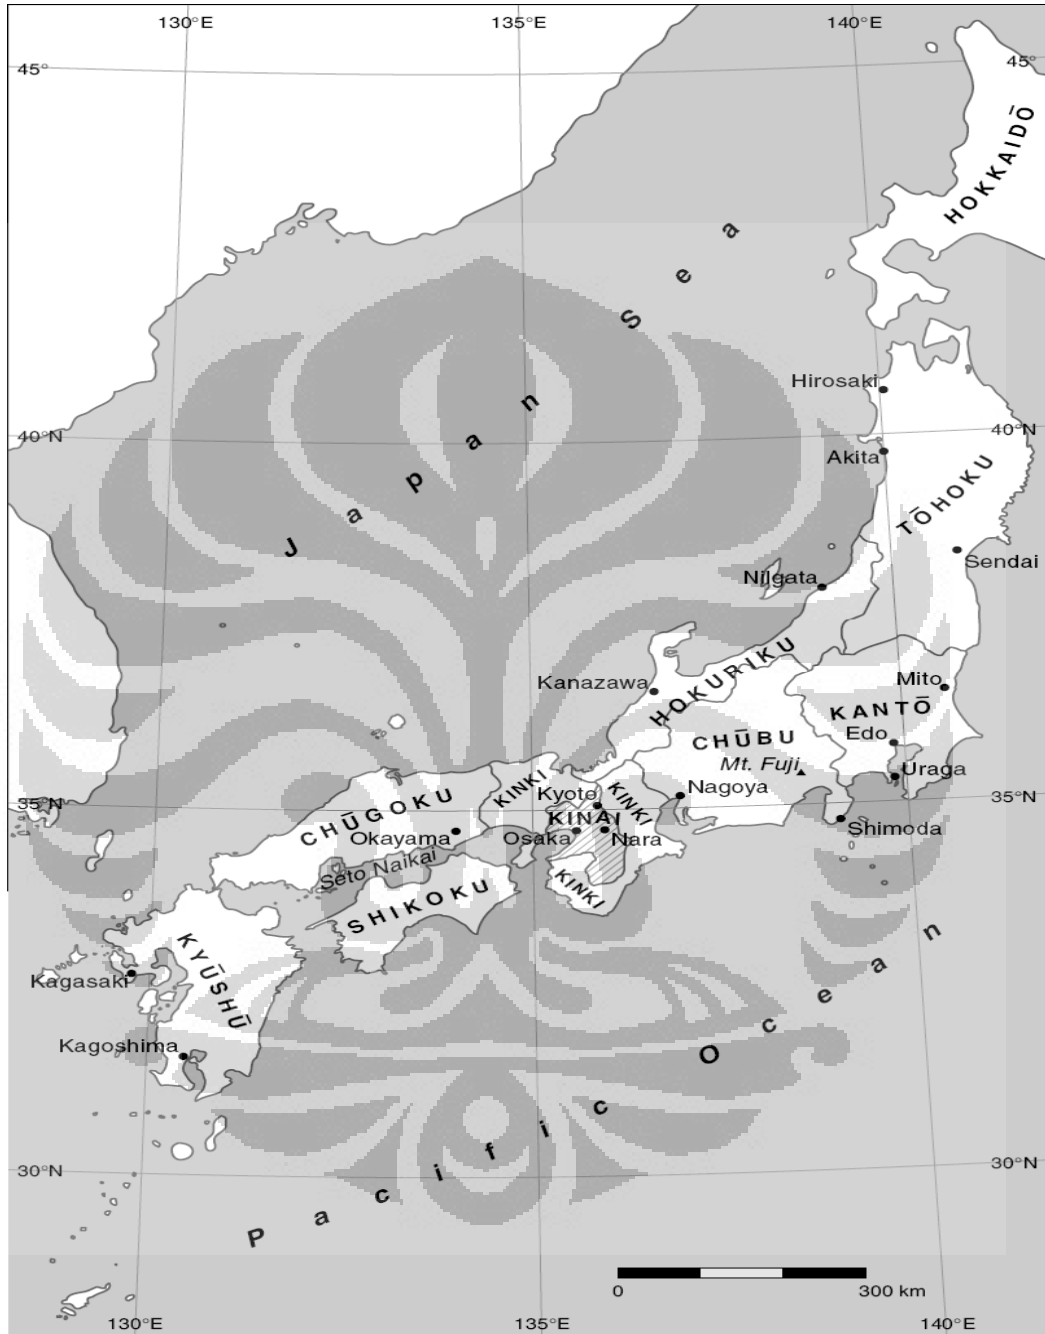 130°E
135°E
140°E
45°
45°
HOKKAIDŌ
Japan Sea
Hirosaki
40°N
40°N
Akita
TŌHOKU
Sendai
Nilgata
HOKURIKU
Kanazawa
Mito
KANTŌ
CHŪBU
Edo
Mt. Fuji
Uraga
KINKI
Kyoto
KINKI
Nagoya
35°N
35°N
CHŪGOKU
KINAI
Okayama
Osaka
Nara
Shimoda
Seto Naikai
KINKI
SHIKOKU
KYŪSHŪ
Kagasaki
Kagoshima
Pacific Ocean
30°N
30°N
0
300 km
130°E
135°E
140°E